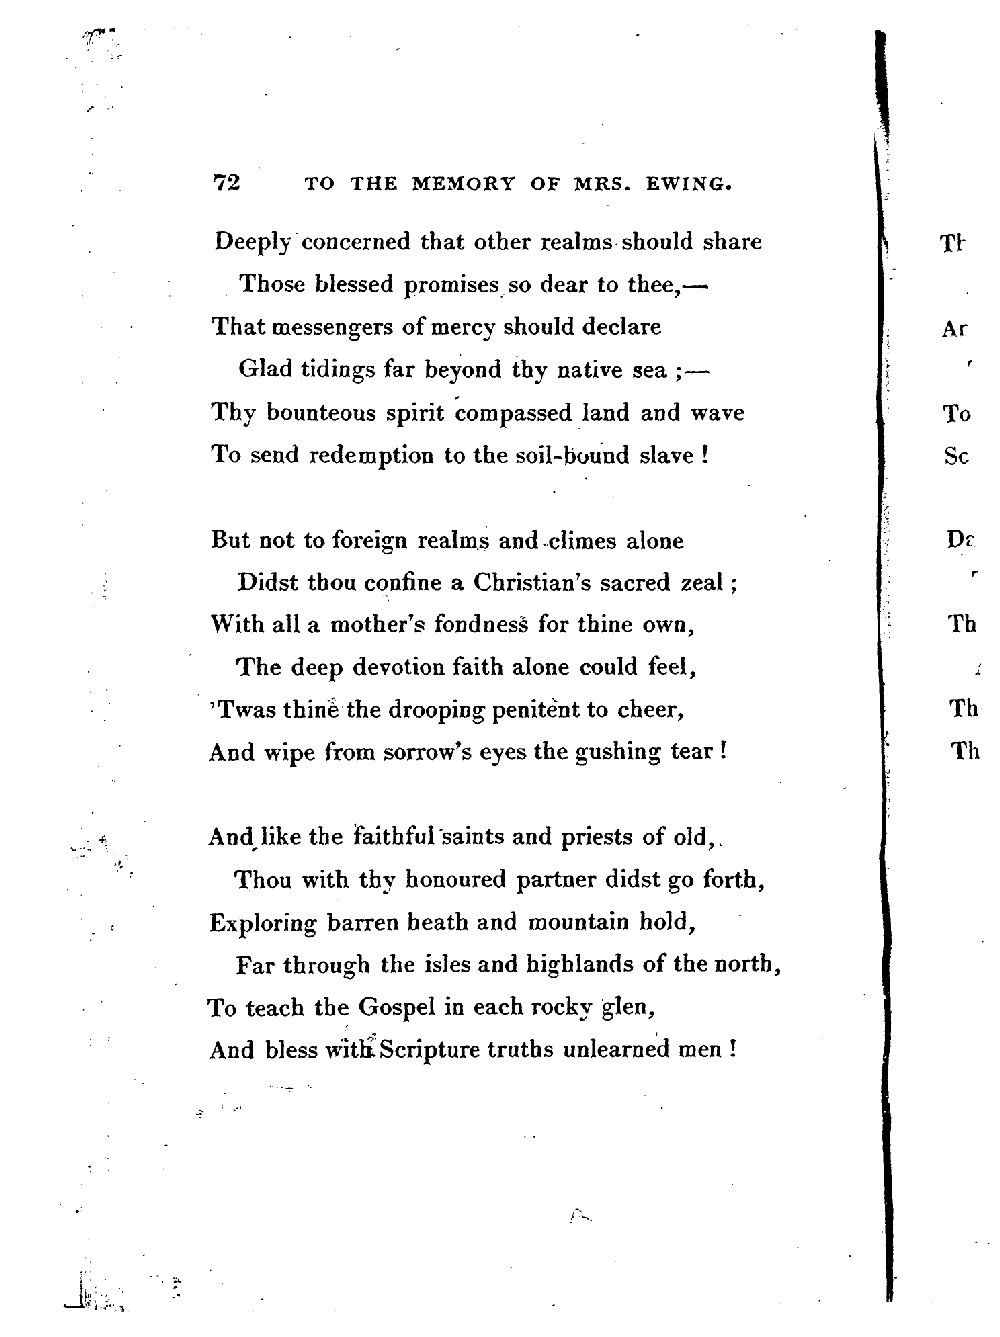 72 TO THE MEMORY OF MRS. EWING.
Deeply concerned that other realms should share
Those blessed promises so dear to thee,—
That messengers of mercy should declare
Glad tidings far beyond thy native sea ;—
Thy bounteous spirit compassed land and wave
To send redemption to the soil-bound slave !
But not to foreign realms and climes alone
Didst thou confine a Christian's sacred zeal ;
With all a mother's fondness for thine own,
The deep devotion faith alone could feel,
'Twas thine the drooping penitent to cheer,
And wipe from sorrow's eyes the gushing tear !
And like the faithful saints and priests of old,
Thou with thy honoured partner didst go forth,
Exploring barren heath and mountain hold,
Far through the isles and highlands of the north,
To teach the Gospel in each rocky glen,
And bless with Scripture truths unlearned men !
Ar
To
Sc
Th
Th
Th